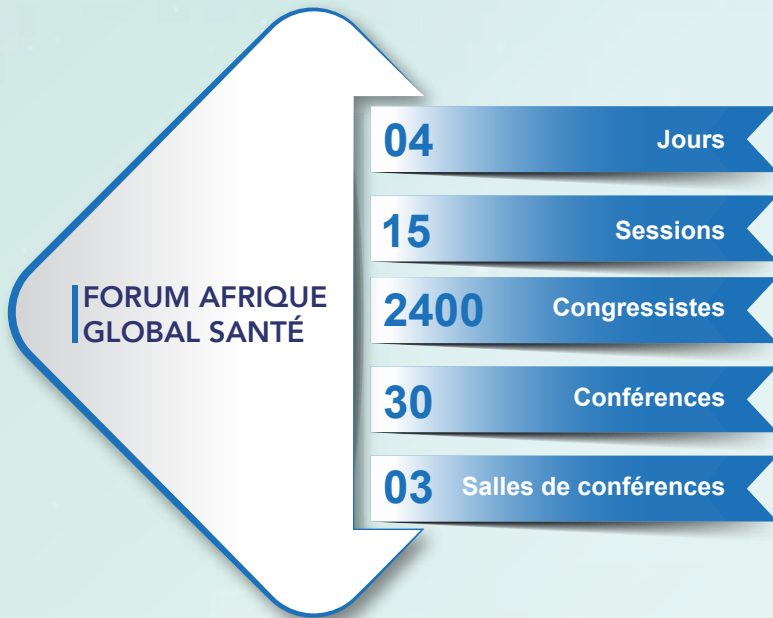 FORUM AFRIQUE
GLOBAL SANTÉ
04 Jours
15 Sessions
2400 Congressistes
30 Conférences
03 Salles de conférences